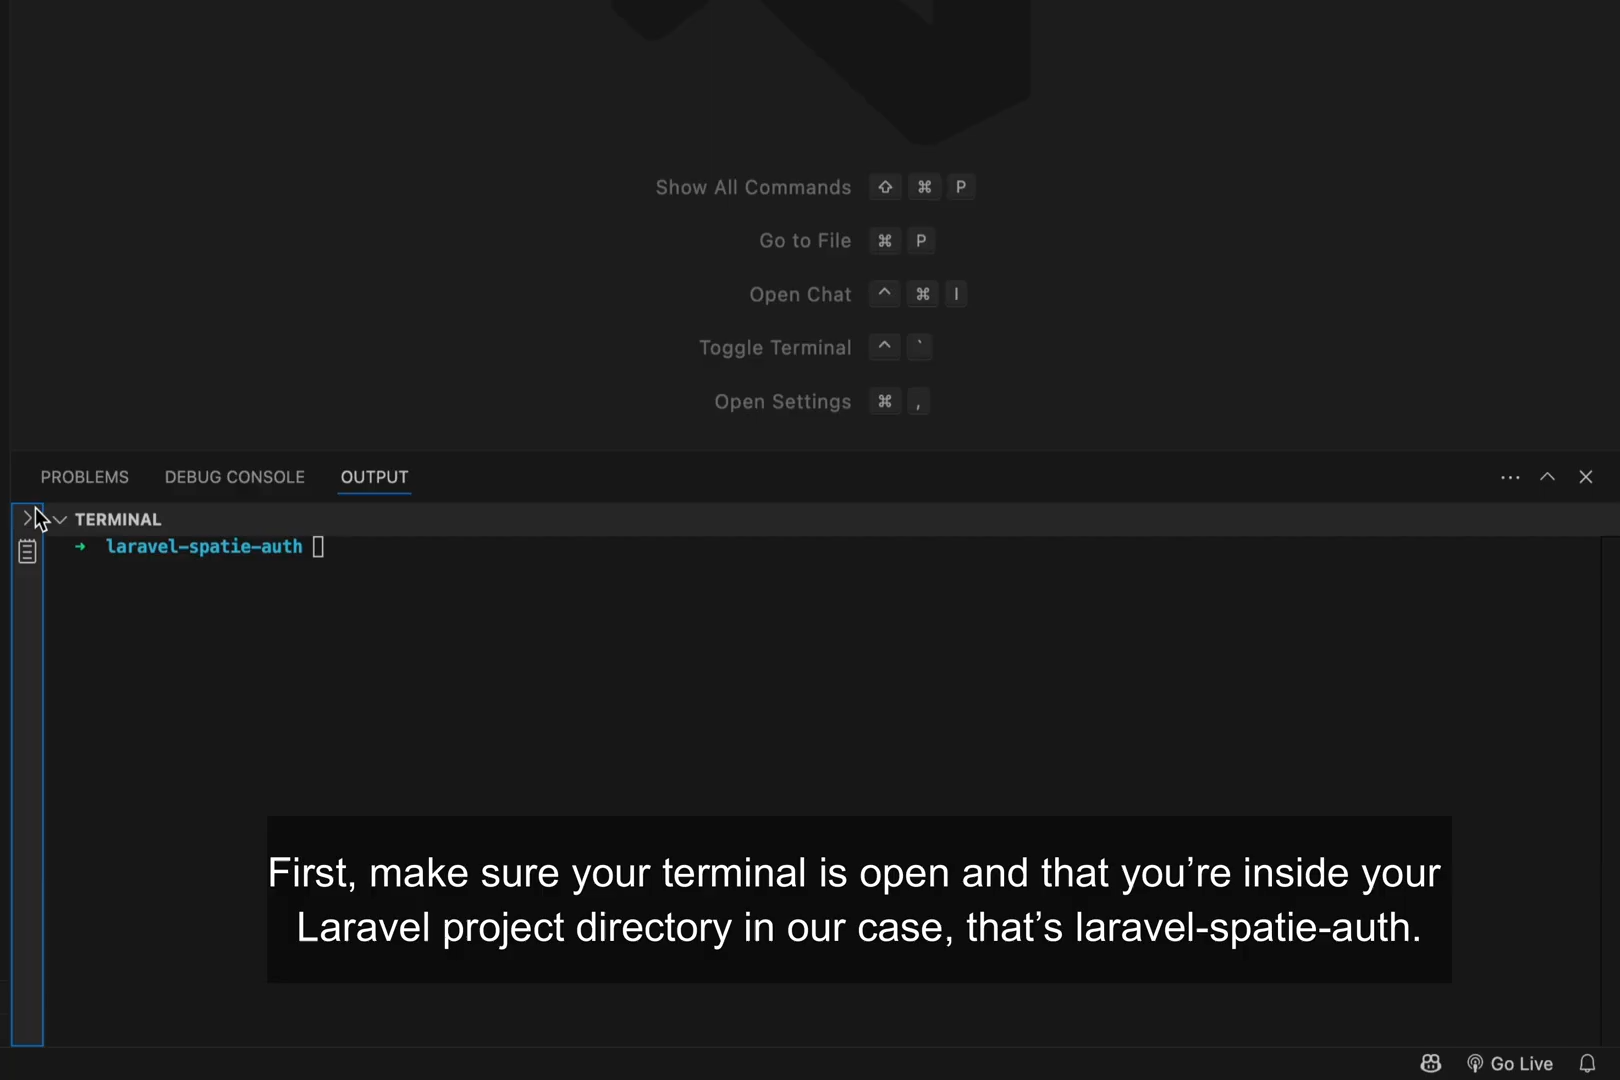 Show All Commands ⇧ ⌘ P
Go to File ⌘ P
Open Chat ^ ⌘ I
Toggle Terminal ^ `
Open Settings ⌘ ,
PROBLEMS DEBUG CONSOLE OUTPUT
TERMINAL
➜ laravel-spatie-auth
First, make sure your terminal is open and that you’re inside your
Laravel project directory in our case, that’s laravel-spatie-auth.
Go Live